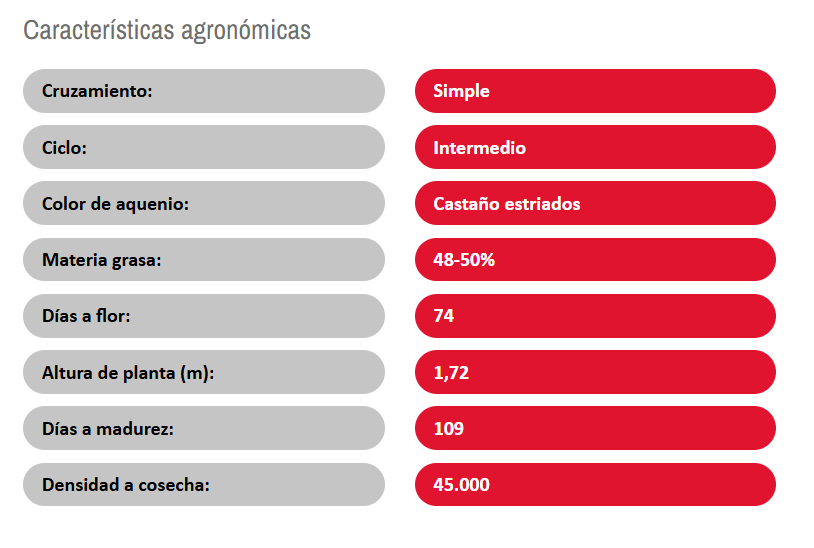 Características agronómicas
Cruzamiento: Simple
Ciclo: Intermedio
Color de aquenio: Castaño estriados
Materia grasa: 48-50%
Días a flor: 74
Altura de planta (m): 1,72
Días a madurez: 109
Densidad a cosecha: 45.000